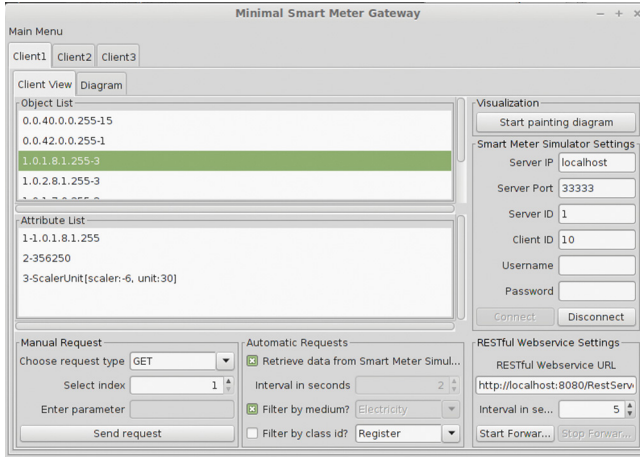 Minimal Smart Meter Gateway
Main Menu
Client1 Client2 Client3
Client View Diagram
Object List
0.0.40.0.0.255-15
0.0.42.0.0.255-1
1.0.1.8.1.255-3
1.0.2.8.1.255-3
Attribute List
1-1.0.1.8.1.255
2-356250
3-ScalerUnit[scaler:-6, unit:30]
Visualization
Start painting diagram
Smart Meter Simulator Settings
Server IP localhost
Server Port 33333
Server ID 1
Client ID 10
Username
Password
Connect Disconnect
Manual Request
Choose request type GET
Select index 1
Enter parameter
Send request
Automatic Requests
Retrieve data from Smart Meter Simul...
Interval in seconds 2
Filter by medium? Electricity
Filter by class id? Register
RESTful Webservice Settings
RESTful Webservice URL
http://localhost:8080/RestServ
Interval in se... 5
Start Forwar... Stop Forwar...